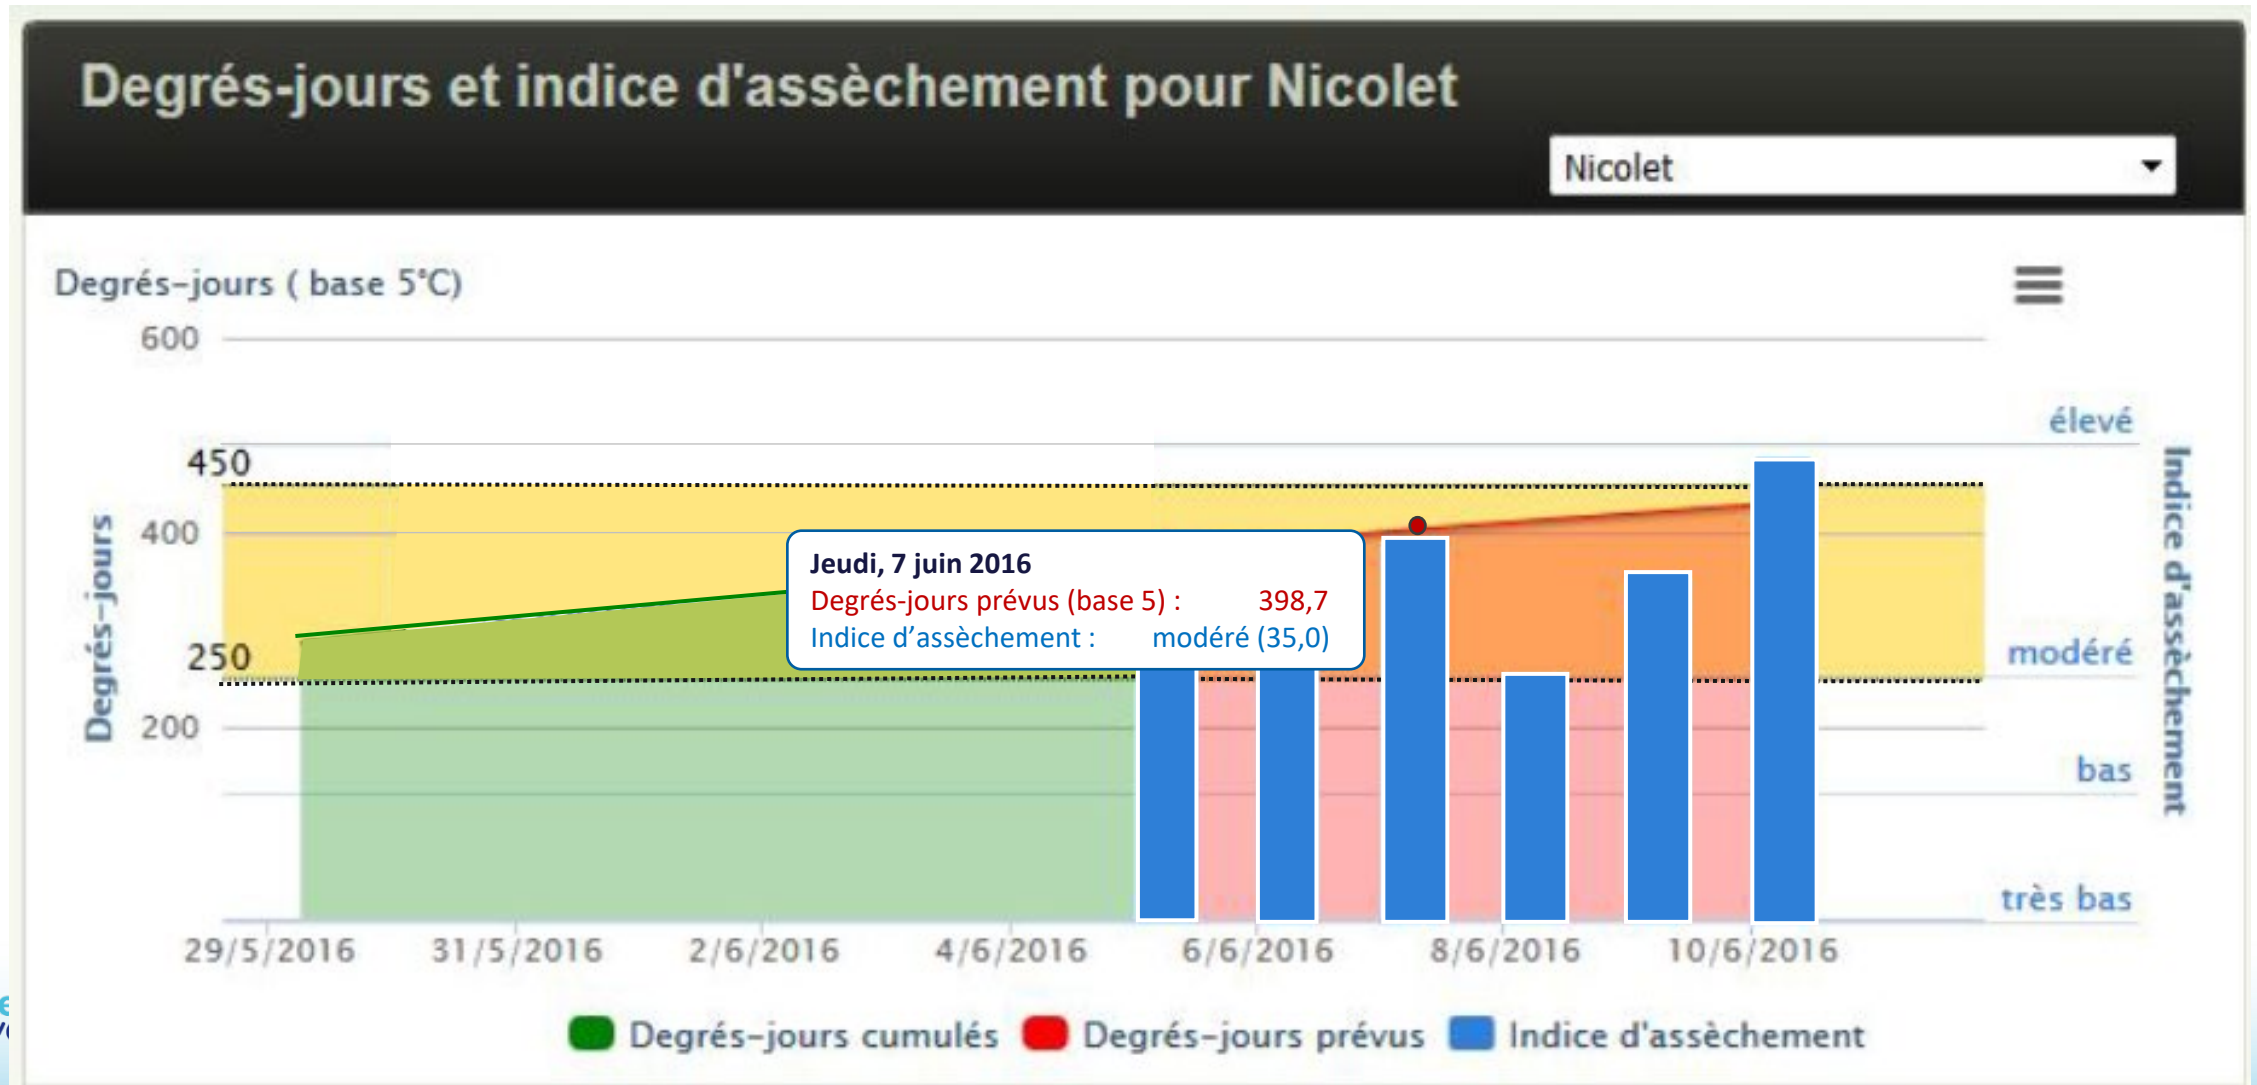 Degrés-jours et indice d'assèchement pour Nicolet
Nicolet
Degrés-jours ( base 5°C)
600
450
400
250
200
Degrés-jours
élevé
modéré
bas
très bas
Indice d'assèchement
Jeudi, 7 juin 2016
Degrés-jours prévus (base 5) : 398,7
Indice d’assèchement : modéré (35,0)
29/5/2016 31/5/2016 2/6/2016 4/6/2016 6/6/2016 8/6/2016 10/6/2016
Degrés-jours cumulés Degrés-jours prévus Indice d'assèchement